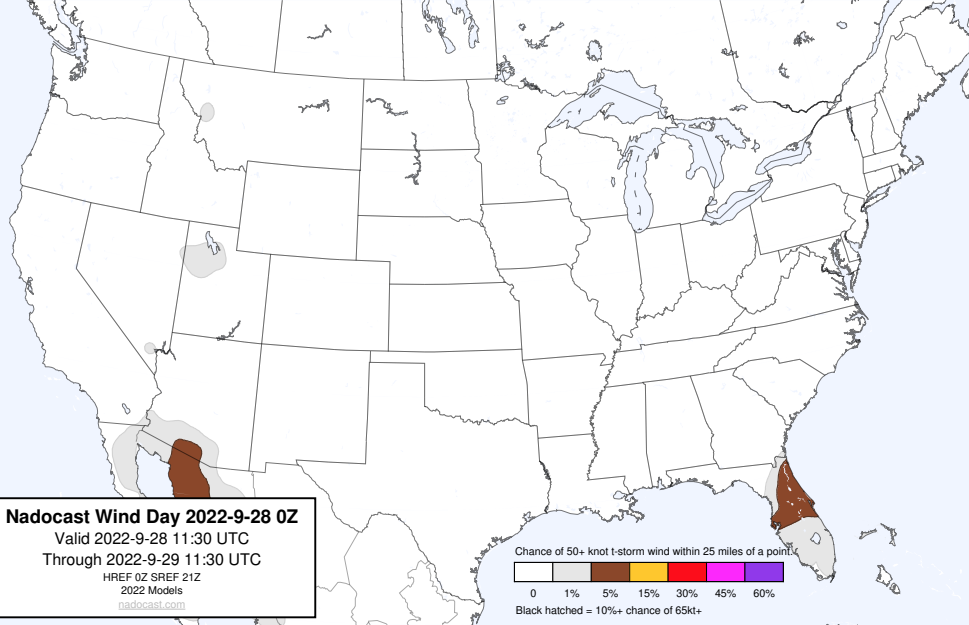 Nadocast Wind Day 2022-9-28 0Z
Valid 2022-9-28 11:30 UTC
Through 2022-9-29 11:30 UTC
HREF 0Z SREF 21Z
2022 Models
nadocast.com
Chance of 50+ knot t-storm wind within 25 miles of a point.
0 1% 5% 15% 30% 45% 60%
Black hatched = 10%+ chance of 65kt+